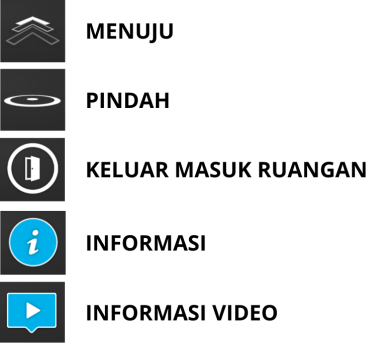 MENUJU
PINDAH
KELUAR MASUK RUANGAN
INFORMASI
INFORMASI VIDEO